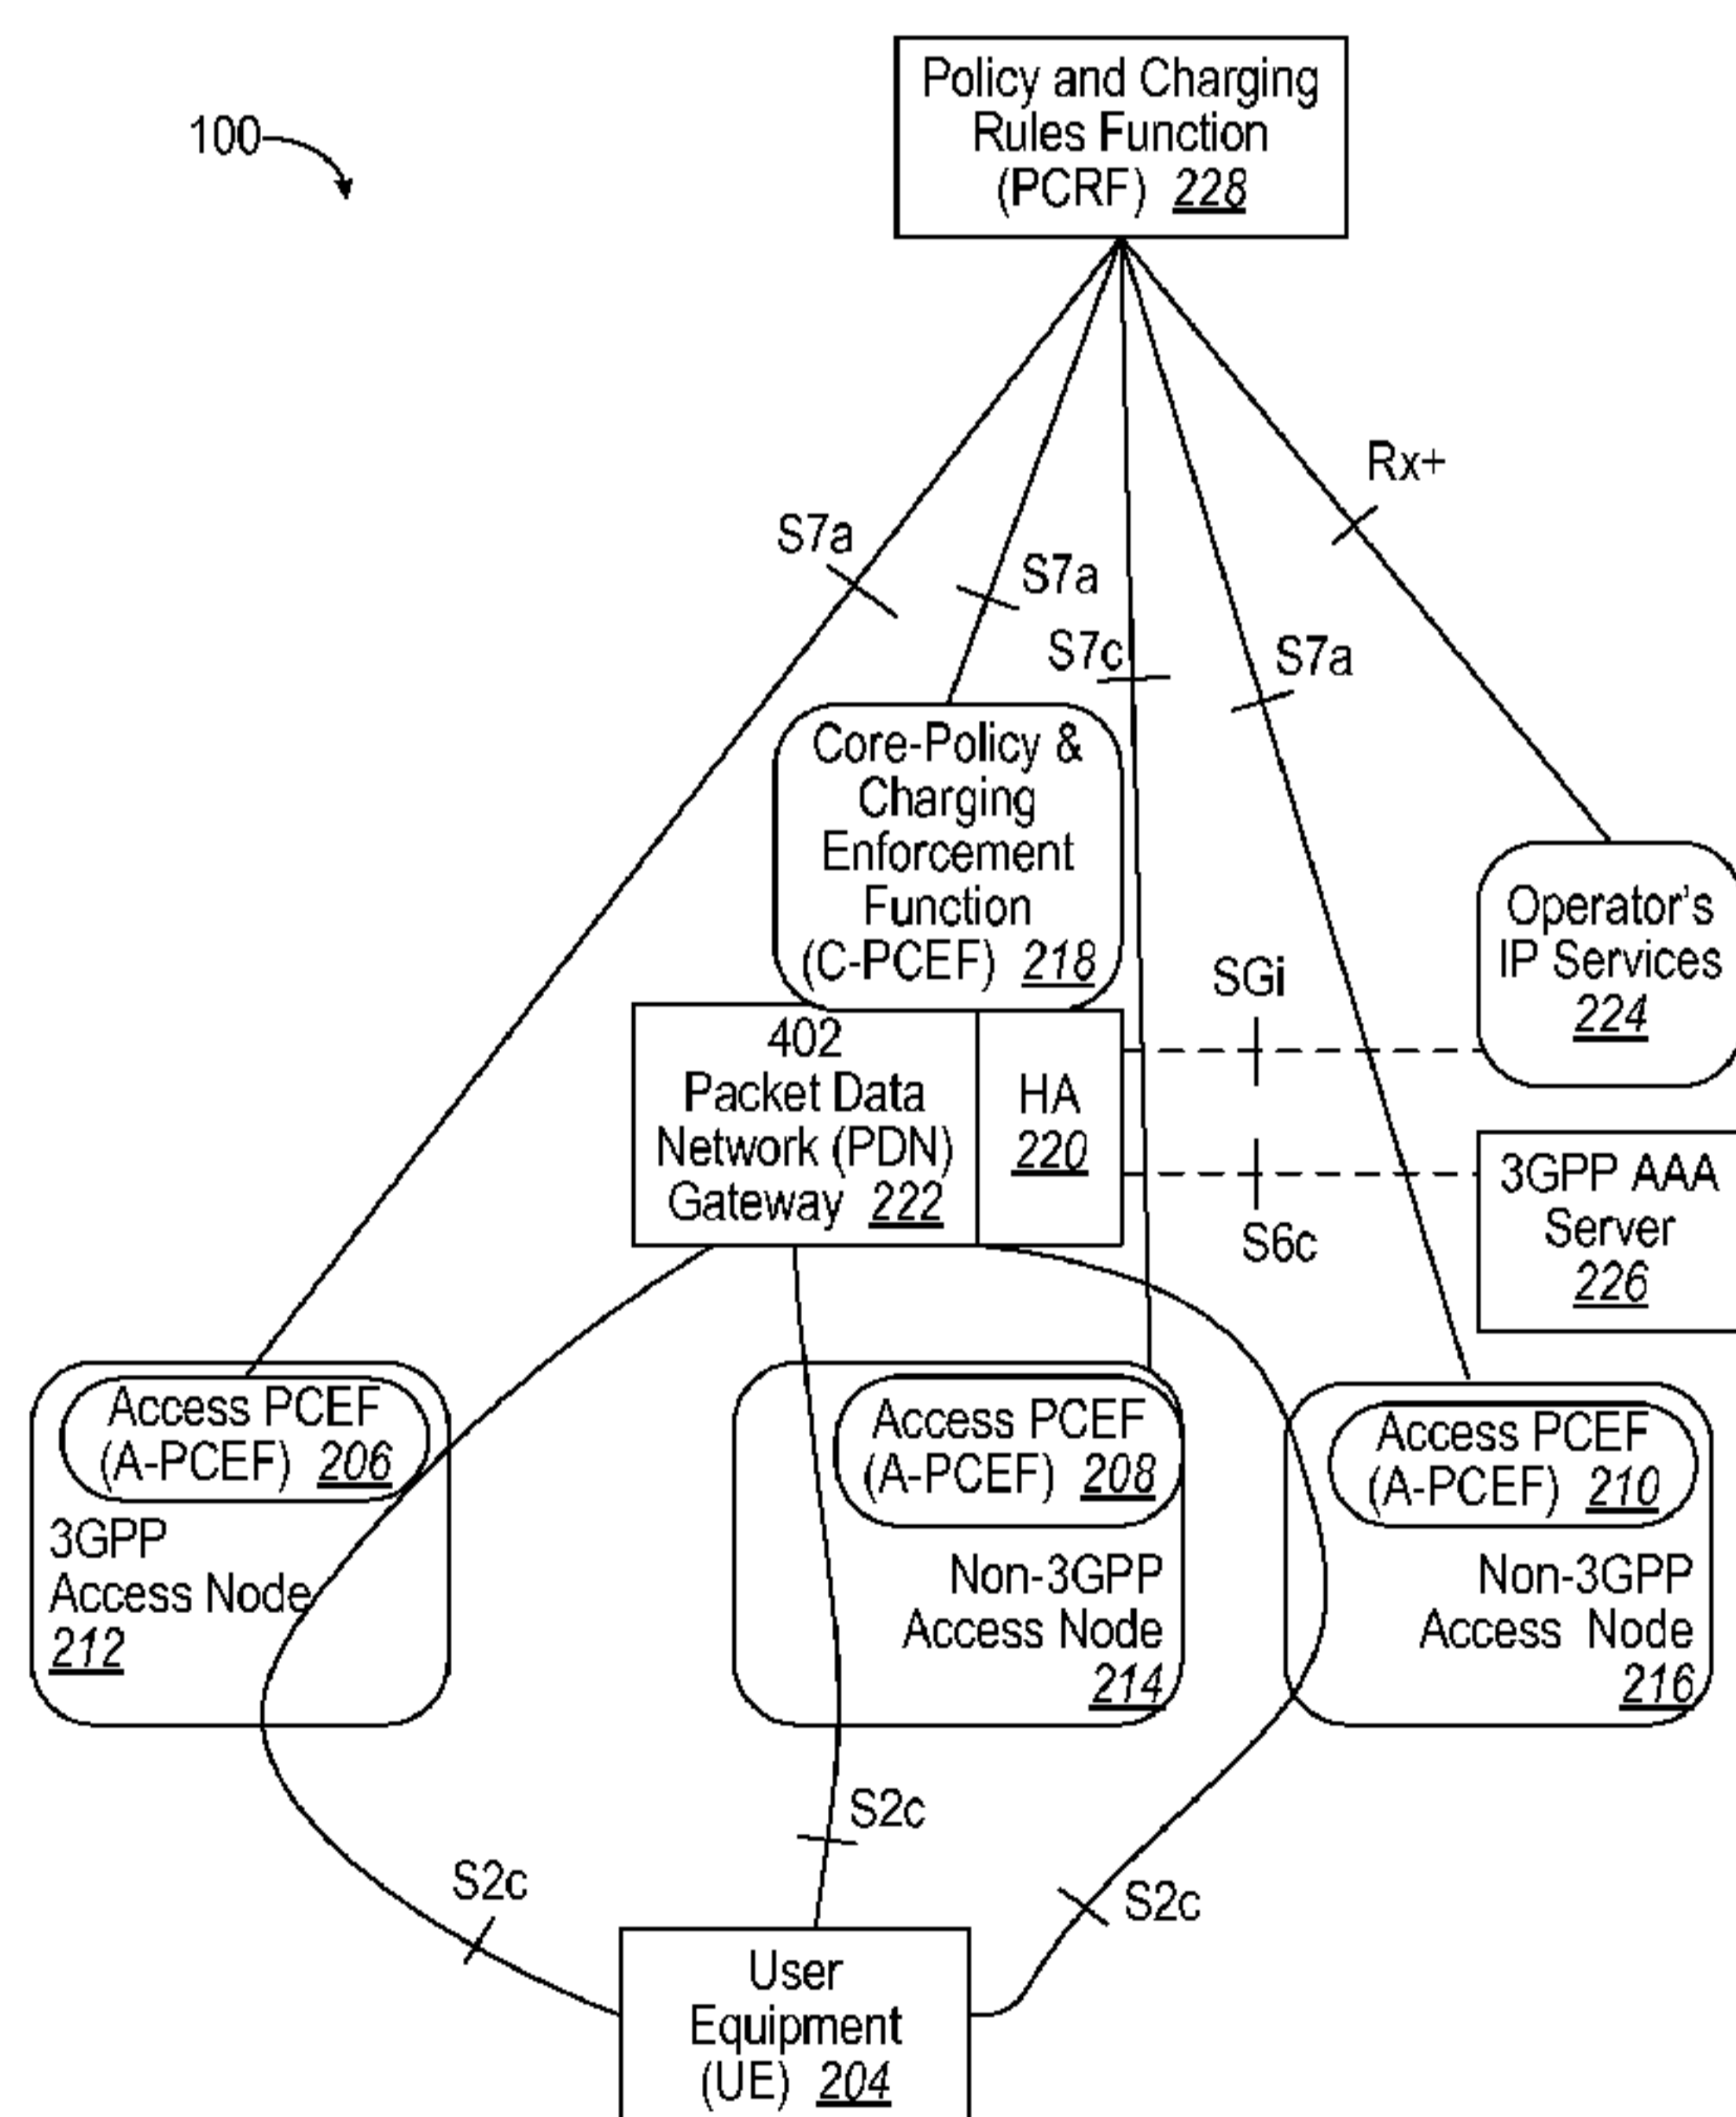 Policy and Charging
Rules Function
(PCRF) 228
100
Rx+
S7a
S7a
S7c
S7a
Core-Policy &
Charging
Enforcement
Function
(C-PCEF) 218
Operator's
IP Services
224
SGi
402
Packet Data
Network (PDN)
Gateway 222
HA
220
3GPP AAA
Server
226
S6c
Access PCEF
(A-PCEF) 206
3GPP
Access Node
212
Access PCEF
(A-PCEF) 208
Non-3GPP
Access Node
214
Access PCEF
(A-PCEF) 210
Non-3GPP
Access Node
216
S2c
S2c
S2c
User
Equipment
(UE) 204